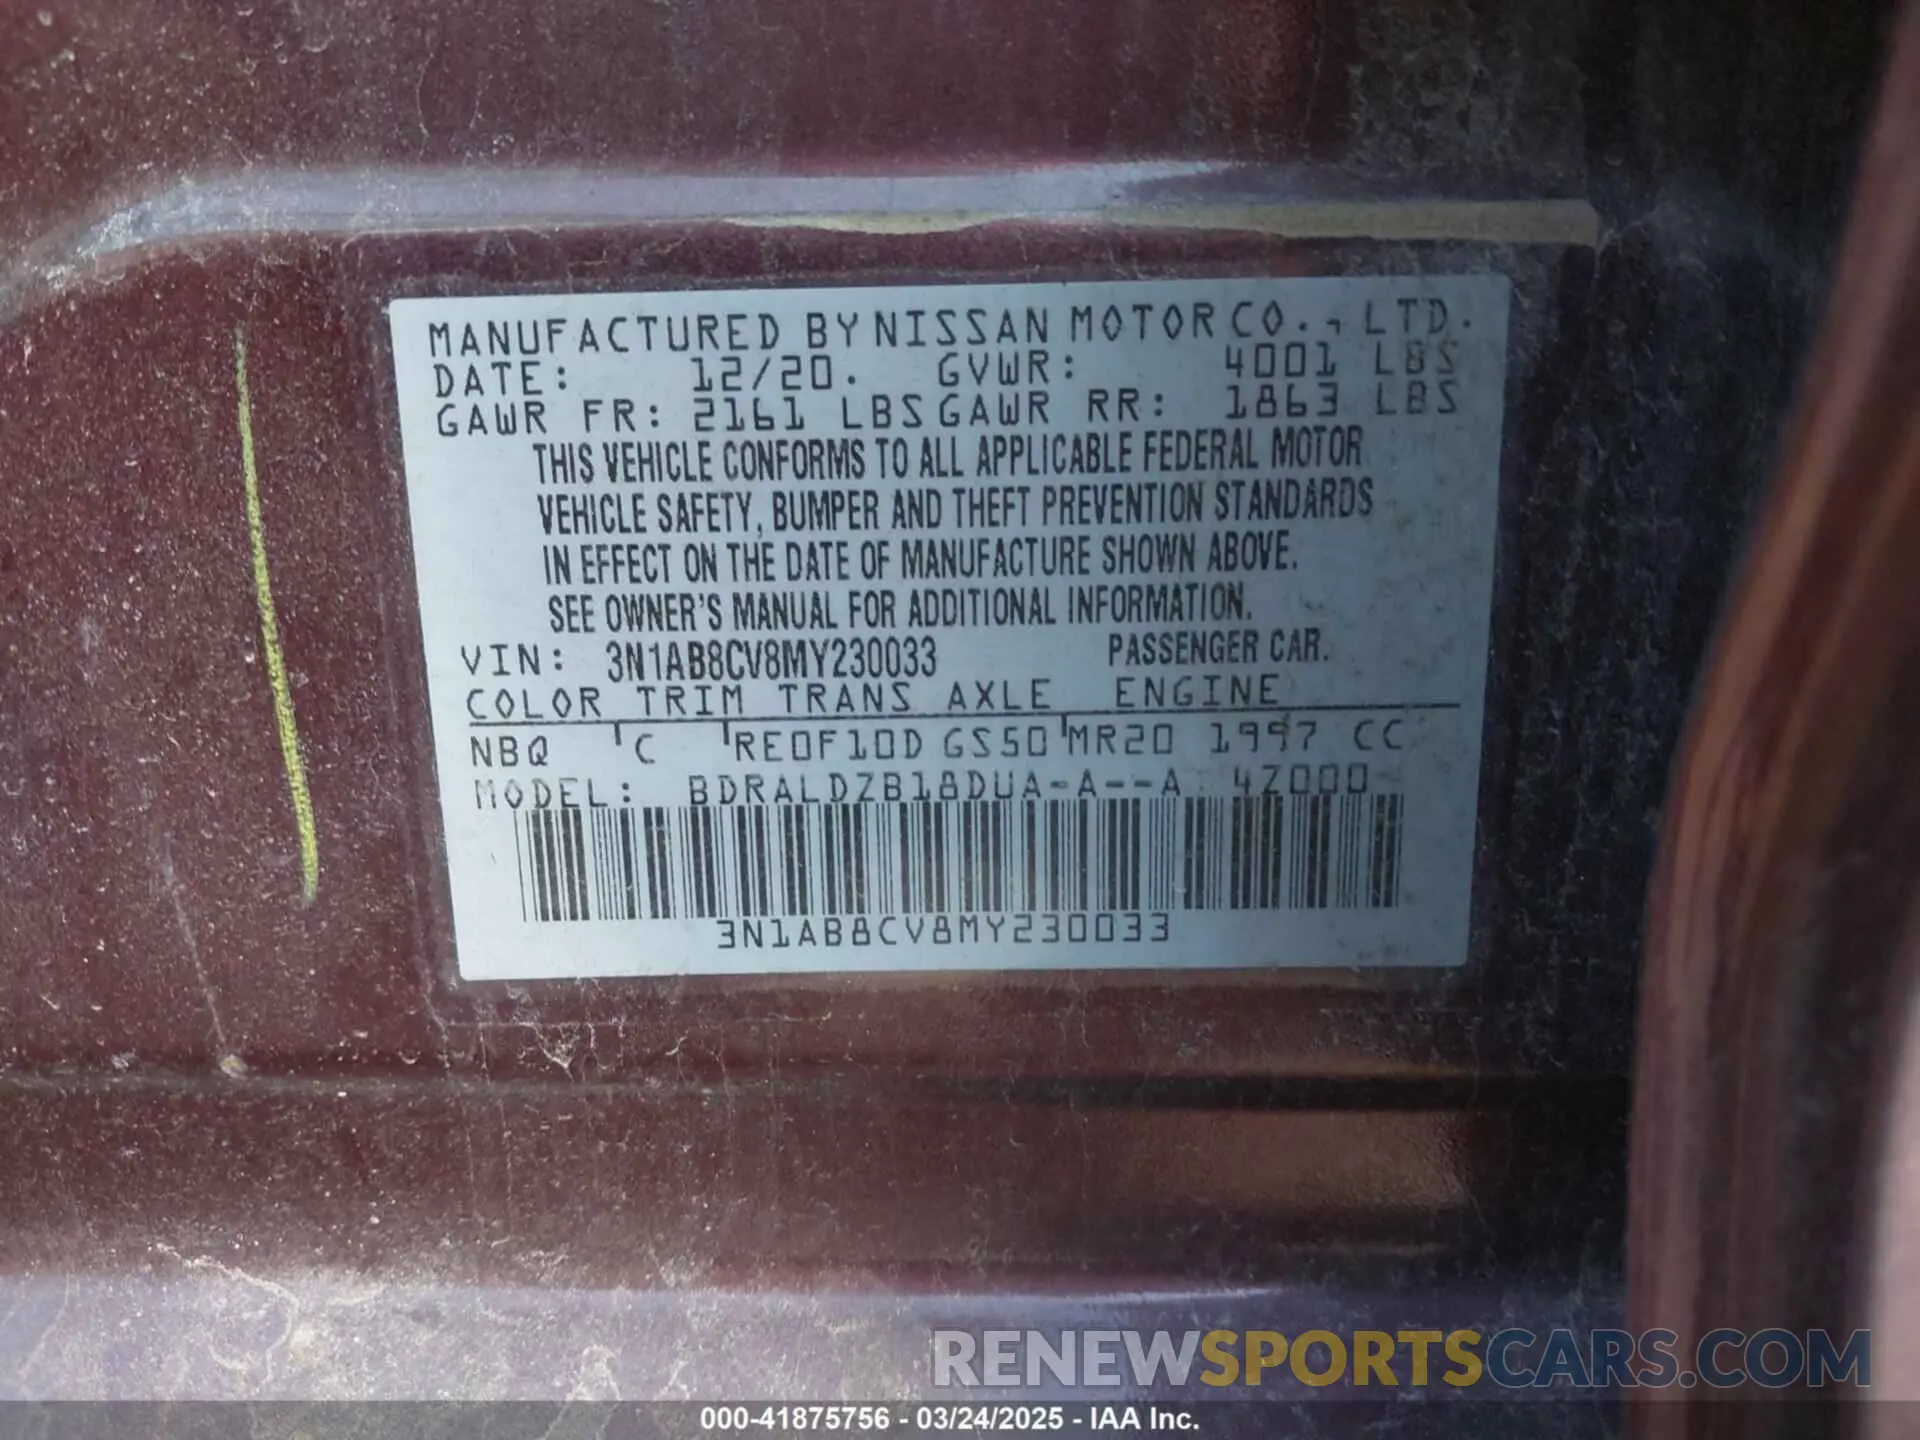 MANUFACTURED BY NISSAN MOTOR CO., LTD.
DATE: 12/20. GVWR: 4001 LBS
GAWR FR: 2161 LBS GAWR RR: 1863 LBS
THIS VEHICLE CONFORMS TO ALL APPLICABLE FEDERAL MOTOR
VEHICLE SAFETY, BUMPER AND THEFT PREVENTION STANDARDS
IN EFFECT ON THE DATE OF MANUFACTURE SHOWN ABOVE.
SEE OWNER'S MANUAL FOR ADDITIONAL INFORMATION.
VIN: 3N1AB8CV8MY230033 PASSENGER CAR.
COLOR TRIM TRANS AXLE ENGINE
NBQ C RE0F10D GS50 MR20 1997 CC
MODEL: BDRALDZB18DUA-A--A 4Z000
3N1AB8CV8MY230033
RENEWSPORTSCARS.COM
000-41875756 - 03/24/2025 - IAA Inc.